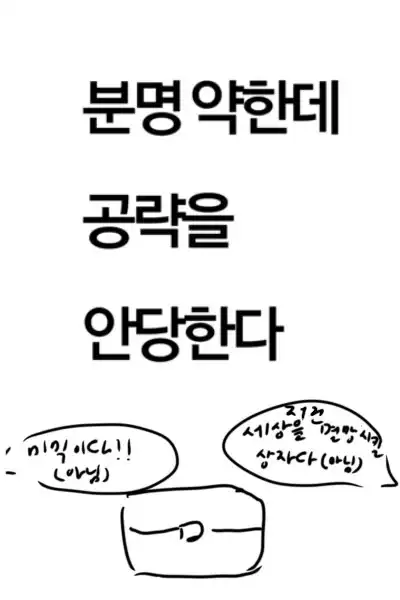 분명 약한데
공략을
안당한다
미믹이다!!
(아님)
저건
세상을 멸망시킬
상자다 (아님)